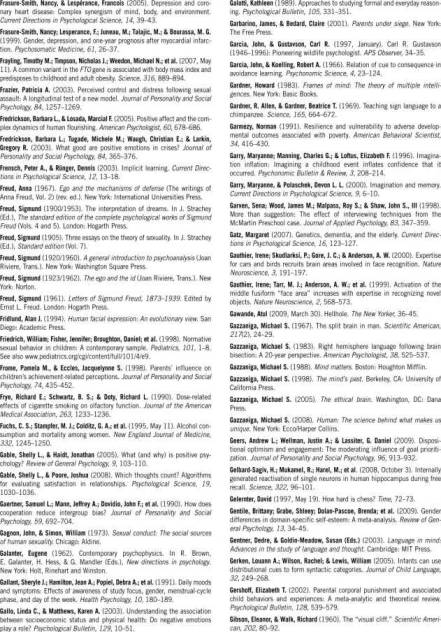 Frasure-Smith, Nancy, & Lespérance, Francois (2005). Depression and coro-
nary heart disease: Complex synergism of mind, body, and environment.
Current Directions in Psychological Science, 14, 39-43.
Frasure-Smith, Nancy; Lesperance, F.; Juneau, M.; Talajic, M.; & Bourassa, M. G.
(1999). Gender, depression, and one-year prognosis after myocardial infarc-
tion. Psychosomatic Medicine, 61, 26-37.
Frayling, Timothy M.; Timpson, Nicholas J.; Weedon, Michael N.; et al. (2007, May
11). A common variant in the FTO gene is associated with body mass index and
predisposes to childhood and adult obesity. Science, 316, 889-894.
Frazier, Patricia A. (2003). Perceived control and distress following sexual
assault: A longitudinal test of a new model. Journal of Personality and Social
Psychology, 84, 1257-1269.
Fredrickson, Barbara L., & Losada, Marcial F. (2005). Positive affect and the com-
plex dynamics of human flourishing. American Psychologist, 60, 678-686.
Fredrickson, Barbara L.; Tugade, Michele M.; Waugh, Christian E.; & Larkin,
Gregory R. (2003). What good are positive emotions in crises? Journal of
Personality and Social Psychology, 84, 365-376.
Frensch, Peter A., & Rünger, Dennis (2003). Implicit learning. Current Direc-
tions in Psychological Science, 12, 13-18.
Freud, Anna (1967). Ego and the mechanisms of defense (The writings of
Anna Freud, Vol. 2) (rev. ed.). New York: International Universities Press.
Freud, Sigmund (1900/1953). The interpretation of dreams. In J. Strachey
(Ed.), The standard edition of the complete psychological works of Sigmund
Freud (Vols. 4 and 5). London: Hogarth Press.
Freud, Sigmund (1905). Three essays on the theory of sexuality. In J. Strachey
(Ed.), Standard edition (Vol. 7).
Freud, Sigmund (1920/1960). A general introduction to psychoanalysis (Joan
Riviere, Trans.). New York: Washington Square Press.
Freud, Sigmund (1923/1962). The ego and the id (Joan Riviere, Trans.). New
York: Norton.
Freud, Sigmund (1961). Letters of Sigmund Freud, 1873-1939. Edited by
Ernst L. Freud. London: Hogarth Press.
Fridlund, Alan J. (1994). Human facial expression: An evolutionary view. San
Diego: Academic Press.
Friedrich, William; Fisher, Jennifer; Broughton, Daniel; et al. (1998). Normative
sexual behavior in children: A contemporary sample. Pediatrics, 101, 1-8.
See also www.pediatrics.org/cgi/content/full/101/4/e9.
Frome, Pamela M., & Eccles, Jacquelynne S. (1998). Parents' influence on
children's achievement-related perceptions. Journal of Personality and Social
Psychology, 74, 435-452.
Frye, Richard E.; Schwartz, B. S.; & Doty, Richard L. (1990). Dose-related
effects of cigarette smoking on olfactory function. Journal of the American
Medical Association, 263, 1233-1236.
Fuchs, C. S.; Stampfer, M. J.; Colditz, G. A.; et al. (1995, May 11). Alcohol con-
sumption and mortality among women. New England Journal of Medicine,
332, 1245-1250.
Gable, Shelly L., & Haidt, Jonathan (2005). What (and why) is positive psy-
chology? Review of General Psychology, 9, 103-110.
Gable, Shelly L., & Poore, Joshua (2008). Which thoughts count? Algorithms
for evaluating satisfaction in relationships. Psychological Science, 19,
1030-1036.
Gaertner, Samuel L.; Mann, Jeffrey A.; Dovidio, John F.; et al. (1990). How does
cooperation reduce intergroup bias? Journal of Personality and Social
Psychology, 59, 692-704.
Gagnon, John, & Simon, William (1973). Sexual conduct: The social sources
of human sexuality. Chicago: Aldine.
Galanter, Eugene (1962). Contemporary psychophysics. In R. Brown,
E. Galanter, H. Hess, & G. Mandler (Eds.), New directions in psychology.
New York: Holt, Rinehart and Winston.
Gallant, Sheryle J.; Hamilton, Jean A.; Popiel, Debra A.; et al. (1991). Daily moods
and symptoms: Effects of awareness of study focus, gender, menstrual-cycle
phase, and day of the week. Health Psychology, 10, 180-189.
Gallo, Linda C., & Matthews, Karen A. (2003). Understanding the association
between socioeconomic status and physical health: Do negative emotions
play a role? Psychological Bulletin, 129, 10-51.
Galotti, Kathleen (1989). Approaches to studying formal and everyday reason-
ing. Psychological Bulletin, 105, 331-351.
Garbarino, James, & Bedard, Claire (2001). Parents under siege. New York:
The Free Press.
Garcia, John, & Gustavson, Carl R. (1997, January). Carl R. Gustavson
(1946-1996): Pioneering wildlife psychologist. APS Observer, 34-35.
Garcia, John, & Koelling, Robert A. (1966). Relation of cue to consequence in
avoidance learning. Psychonomic Science, 4, 23-124.
Gardner, Howard (1983). Frames of mind: The theory of multiple intelli-
gences. New York: Basic Books.
Gardner, R. Allen, & Gardner, Beatrice T. (1969). Teaching sign language to a
chimpanzee. Science, 165, 664-672.
Garmezy, Norman (1991). Resilience and vulnerability to adverse develop-
mental outcomes associated with poverty. American Behavioral Scientist,
34, 416-430.
Garry, Maryanne; Manning, Charles G.; & Loftus, Elizabeth F. (1996). Imagina-
tion inflation: Imagining a childhood event inflates confidence that it
occurred. Psychonomic Bulletin & Review, 3, 208-214.
Garry, Maryanne, & Polaschek, Devon L. (2000). Imagination and memory.
Current Directions in Psychological Science, 9, 6-10.
Garven, Sena; Wood, James M.; Malpass, Roy S.; & Shaw, John S., III (1998).
More than suggestion: The effect of interviewing techniques from the
McMartin Preschool case. Journal of Applied Psychology, 83, 347-359.
Gatz, Margaret (2007). Genetics, dementia, and the elderly. Current Direc-
tions in Psychological Science, 16, 123-127.
Gauthier, Irene; Skudlarksi, P.; Gore, J. C.; & Anderson, A. W. (2000). Expertise
for cars and birds recruits brain areas involved in face recognition. Nature
Neuroscience, 3, 191-197.
Gauthier, Irene; Tarr, M. J.; Anderson, A. W.; et al. (1999). Activation of the
middle fusiform "face area" increases with expertise in recognizing novel
objects. Nature Neuroscience, 2, 568-573.
Gawande, Atul (2009, March 30). Hellhole. The New Yorker, 36-45.
Gazzaniga, Michael S. (1967). The split brain in man. Scientific American,
217(2), 24-29.
Gazzaniga, Michael S. (1983). Right hemisphere language following brain
bisection: A 20-year perspective. American Psychologist, 38, 525-537.
Gazzaniga, Michael S. (1988). Mind matters. Boston: Houghton Mifflin.
Gazzaniga, Michael S. (1998). The mind's past. Berkeley, CA: University of
California Press.
Gazzaniga, Michael S. (2005). The ethical brain. Washington, DC: Dana
Press.
Gazzaniga, Michael S. (2008). Human: The science behind what makes us
unique. New York: Ecco/Harper Collins.
Geers, Andrew L.; Wellman, Justin A.; & Lassiter, G. Daniel (2009). Disposi-
tional optimism and engagement: The moderating influence of goal prioriti-
zation. Journal of Personality and Social Psychology, 96, 913-932.
Gelbard-Sagiv, H.; Mukamel, R.; Harel, M.; et al. (2008, October 3). Internally
generated reactivation of single neurons in human hippocampus during free
recall. Science, 322, 96-101.
Gelernter, David (1997, May 19). How hard is chess? Time, 72-73.
Gentile, Brittany; Grabe, Shelly; Dolan-Pascoe, Brenda; et al. (2009). Gender
differences in domain-specific self-esteem: A meta-analysis. Review of Gen-
eral Psychology, 13, 34-45.
Gentner, Dedre, & Goldin-Meadow, Susan (Eds.) (2003). Language in mind:
Advances in the study of language and thought. Cambridge: MIT Press.
Gerken, Louann A.; Wilson, Rachel; & Lewis, William (2005). Infants can use
distributional cues to form syntactic categories. Journal of Child Language,
32, 249-268.
Gershoff, Elizabeth T. (2002). Parental corporal punishment and associated
child behaviors and experiences: A meta-analytic and theoretical review.
Psychological Bulletin, 128, 539-579.
Gibson, Eleanor, & Walk, Richard (1960). The "visual cliff." Scientific Ameri-
can, 202, 80-92.